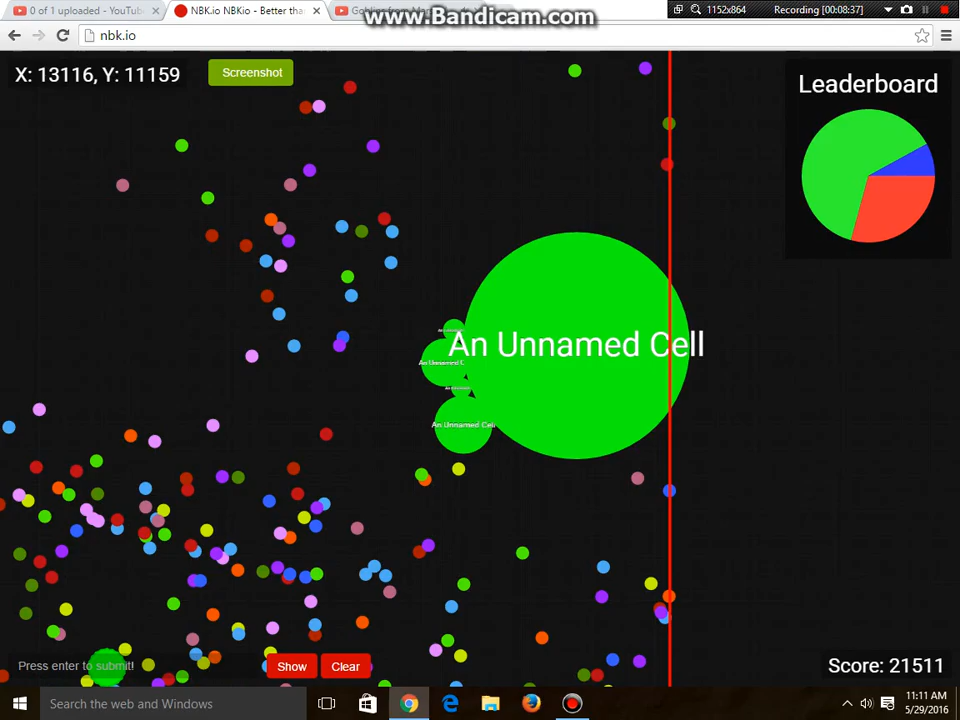 0 of 1 uploaded - YouTub
NBK.io NBKio - Better tha
www.Bandicam.com
1152x864
Recording [00:08:37]
nbk.io
X: 13116, Y: 11159
Screenshot
Leaderboard
An Unnamed Cell
An Unnamed C
An Unnamed Cell
Press enter to submit!
Show
Clear
Score: 21511
Search the web and Windows
11:11 AM
5/29/2016